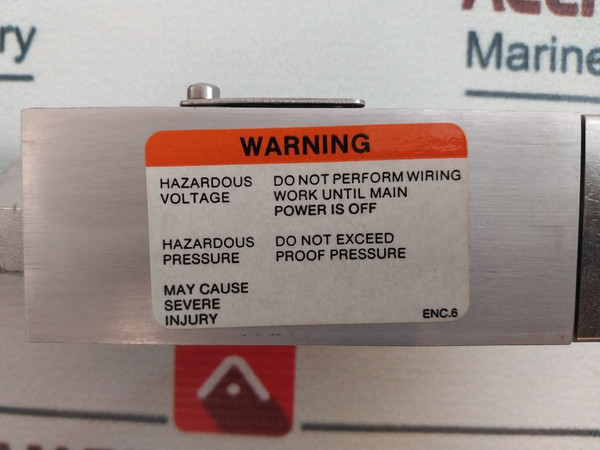 ry
Marine
WARNING
HAZARDOUS VOLTAGE
DO NOT PERFORM WIRING
WORK UNTIL MAIN
POWER IS OFF
HAZARDOUS PRESSURE
DO NOT EXCEED
PROOF PRESSURE
MAY CAUSE
SEVERE
INJURY
ENC.6